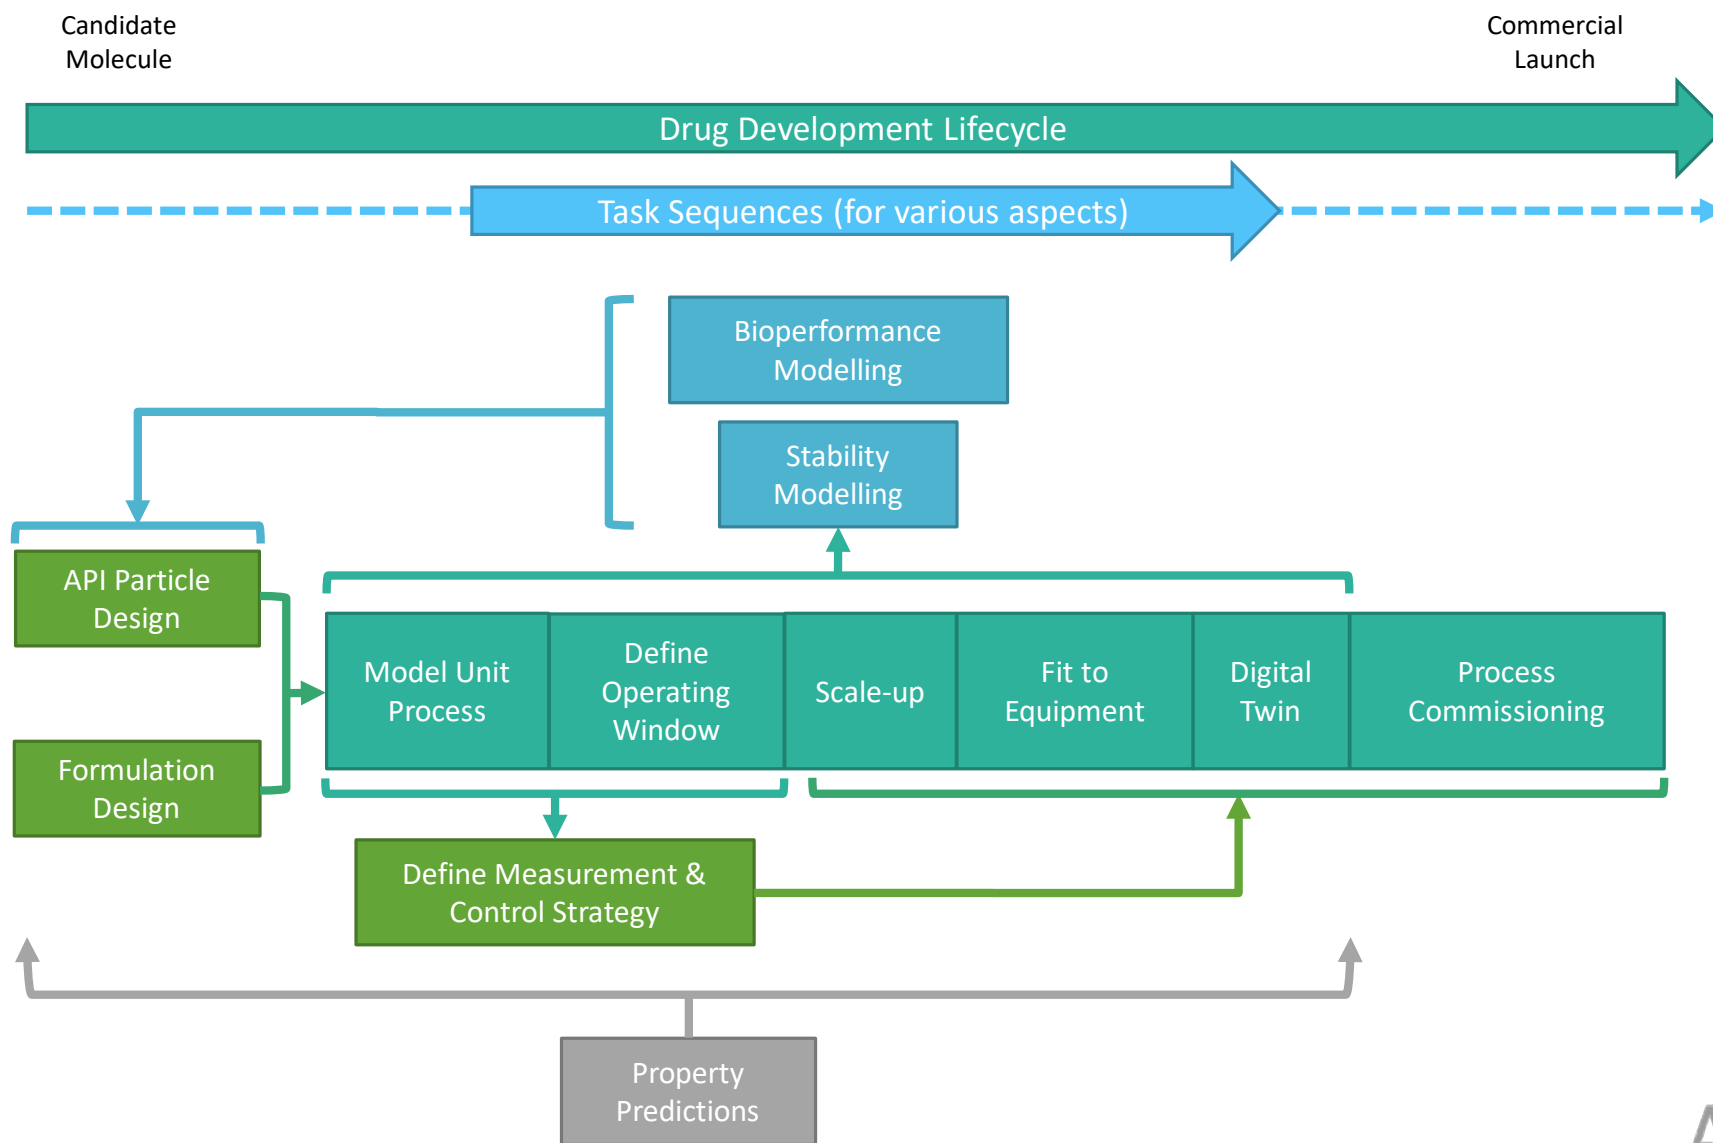 Candidate
Molecule
Commercial
Launch
Drug Development Lifecycle
Task Sequences (for various aspects)
Bioperformance
Modelling
Stability
Modelling
API Particle
Design
Formulation
Design
Model Unit
Process
Define
Operating
Window
Scale-up
Fit to
Equipment
Digital
Twin
Process
Commissioning
Define Measurement &
Control Strategy
Property
Predictions